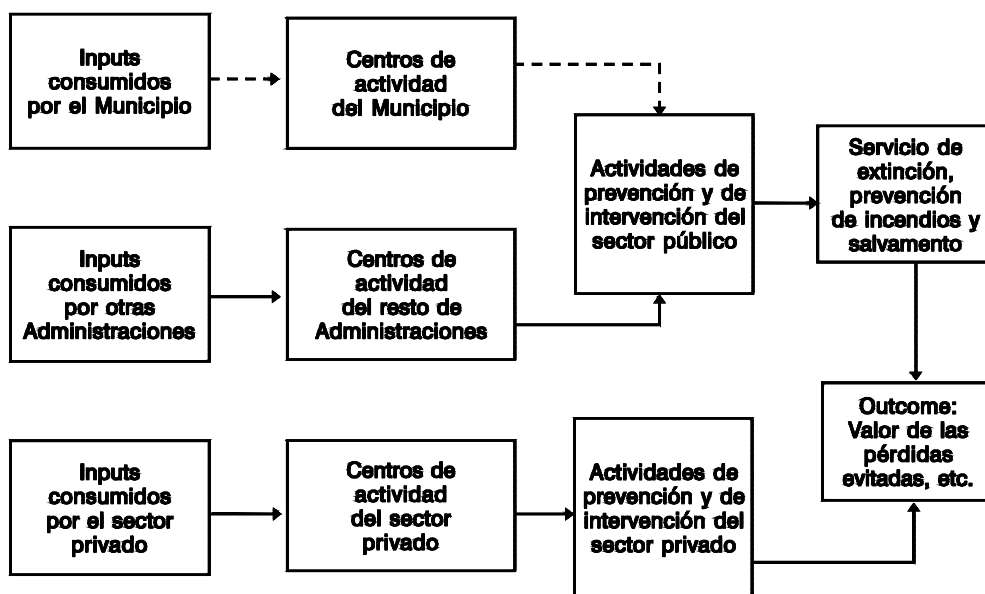 Inputs
consumidos
por el Municipio
Centros de
actividad
del Municipio
Actividades de
prevención y de
intervención del
sector público
Servicio de
extinción,
prevención
de incendios y
salvamento
Inputs
consumidos
por otras
Administraciones
Centros de
actividad
del resto de
Administraciones
Outcome:
Valor de las
pérdidas
evitadas, etc.
Inputs
consumidos
por el sector
privado
Centros de
actividad
del sector
privado
Actividades de
prevención y de
intervención del
sector privado